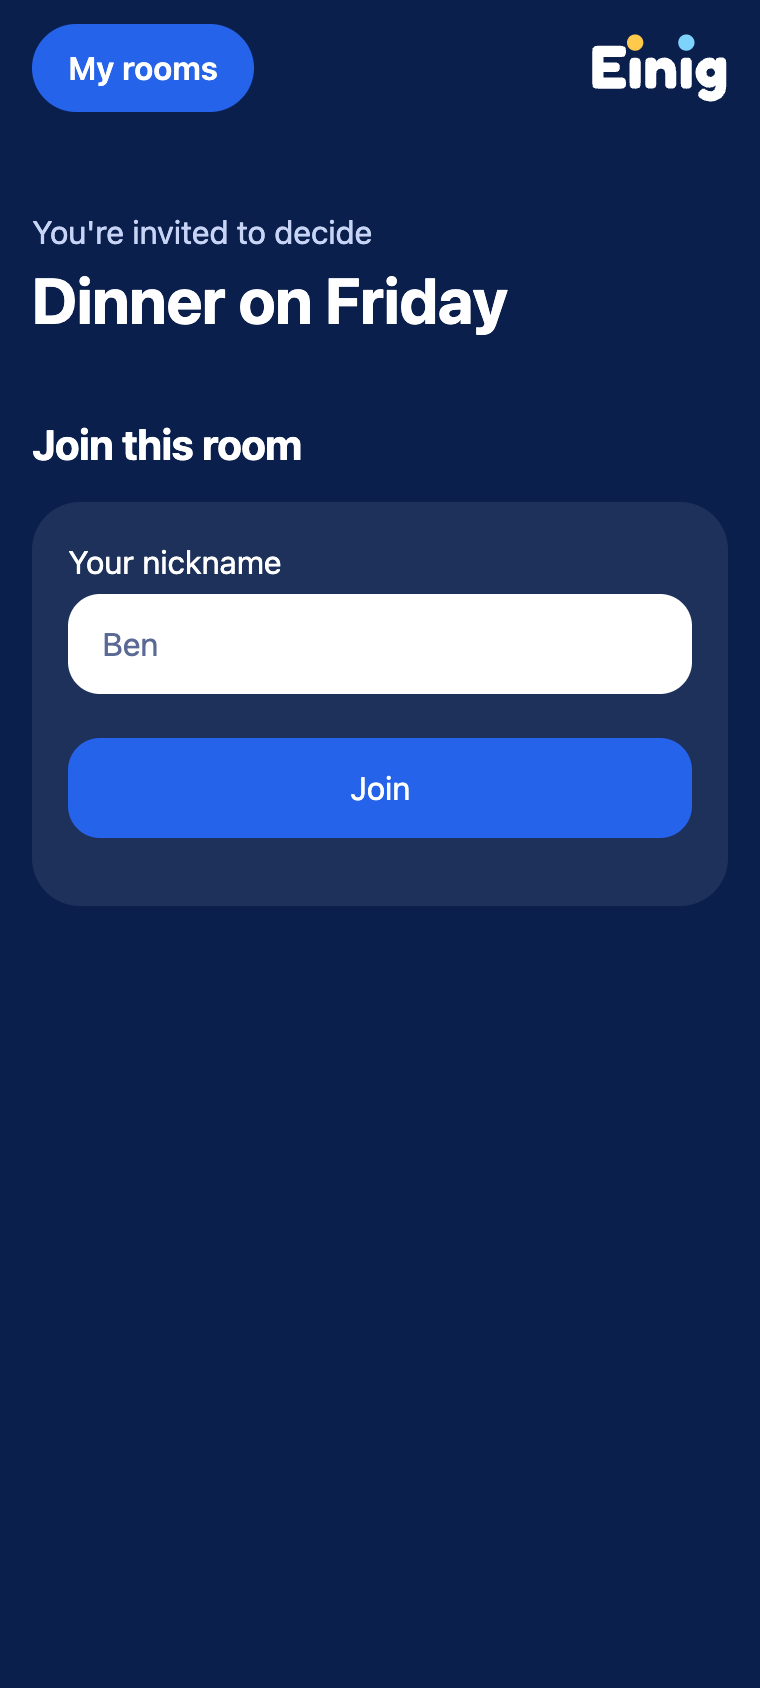 My rooms
Einig
You're invited to decide
Dinner on Friday
Join this room
Your nickname
Ben
Join